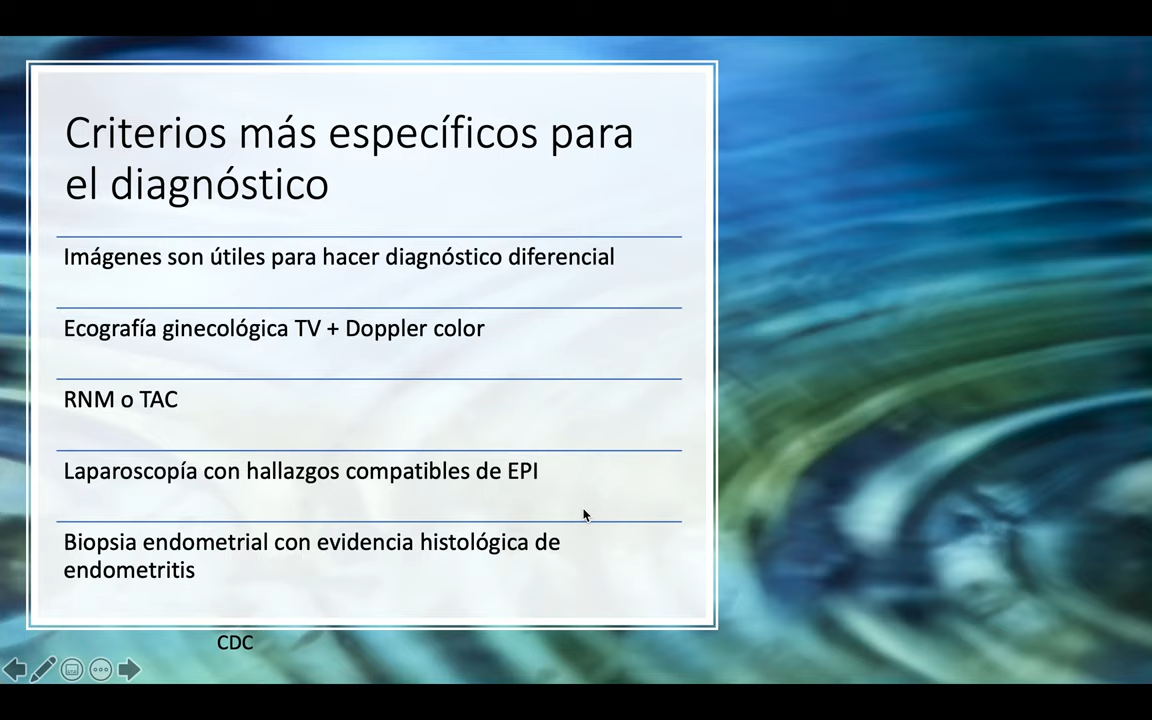 Criterios más específicos para
el diagnóstico
Imágenes son útiles para hacer diagnóstico diferencial
Ecografía ginecológica TV + Doppler color
RNM o TAC
Laparoscopía con hallazgos compatibles de EPI
Biopsia endometrial con evidencia histológica de
endometritis
CDC